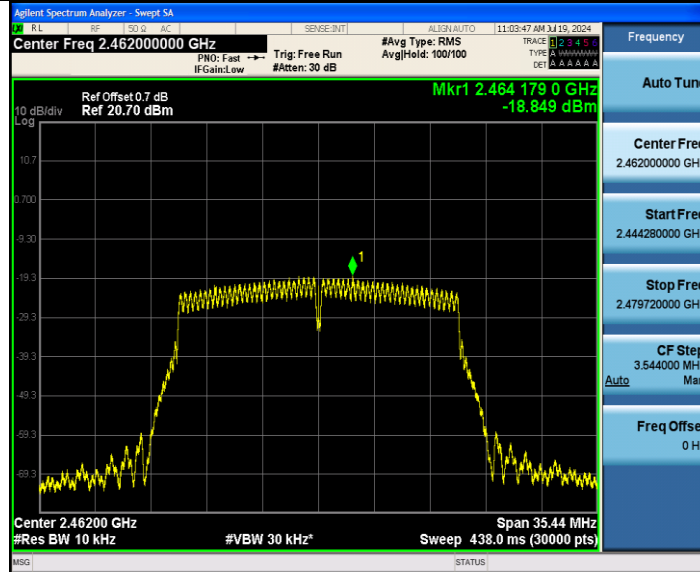 Agilent Spectrum Analyzer - Swept SA
RL RF 50 Ω AC SENSE:INT ALIGN AUTO 11:03:47 AM Jul 19, 2024
Center Freq 2.462000000 GHz
PNO: Fast
IFGain:Low
Trig: Free Run
#Atten: 30 dB
#Avg Type: RMS
Avg|Hold: 100/100
TRACE 1 2 3 4 5 6
TYPE A
DET A A A A A A
Ref Offset 0.7 dB
Ref 20.70 dBm
10 dB/div
Log
Mkr1 2.464 179 0 GHz
-18.849 dBm
10.7
0.700
-9.30
-19.3
-29.3
-39.3
-49.3
-59.3
-69.3
1
Center 2.46200 GHz
Span 35.44 MHz
#Res BW 10 kHz
#VBW 30 kHz*
Sweep 438.0 ms (30000 pts)
MSG
STATUS
Frequency
Auto Tune
Center Freq
2.462000000 GH
Start Freq
2.444280000 GH
Stop Freq
2.479720000 GH
CF Step
3.544000 MH
Auto Man
Freq Offse
0 H